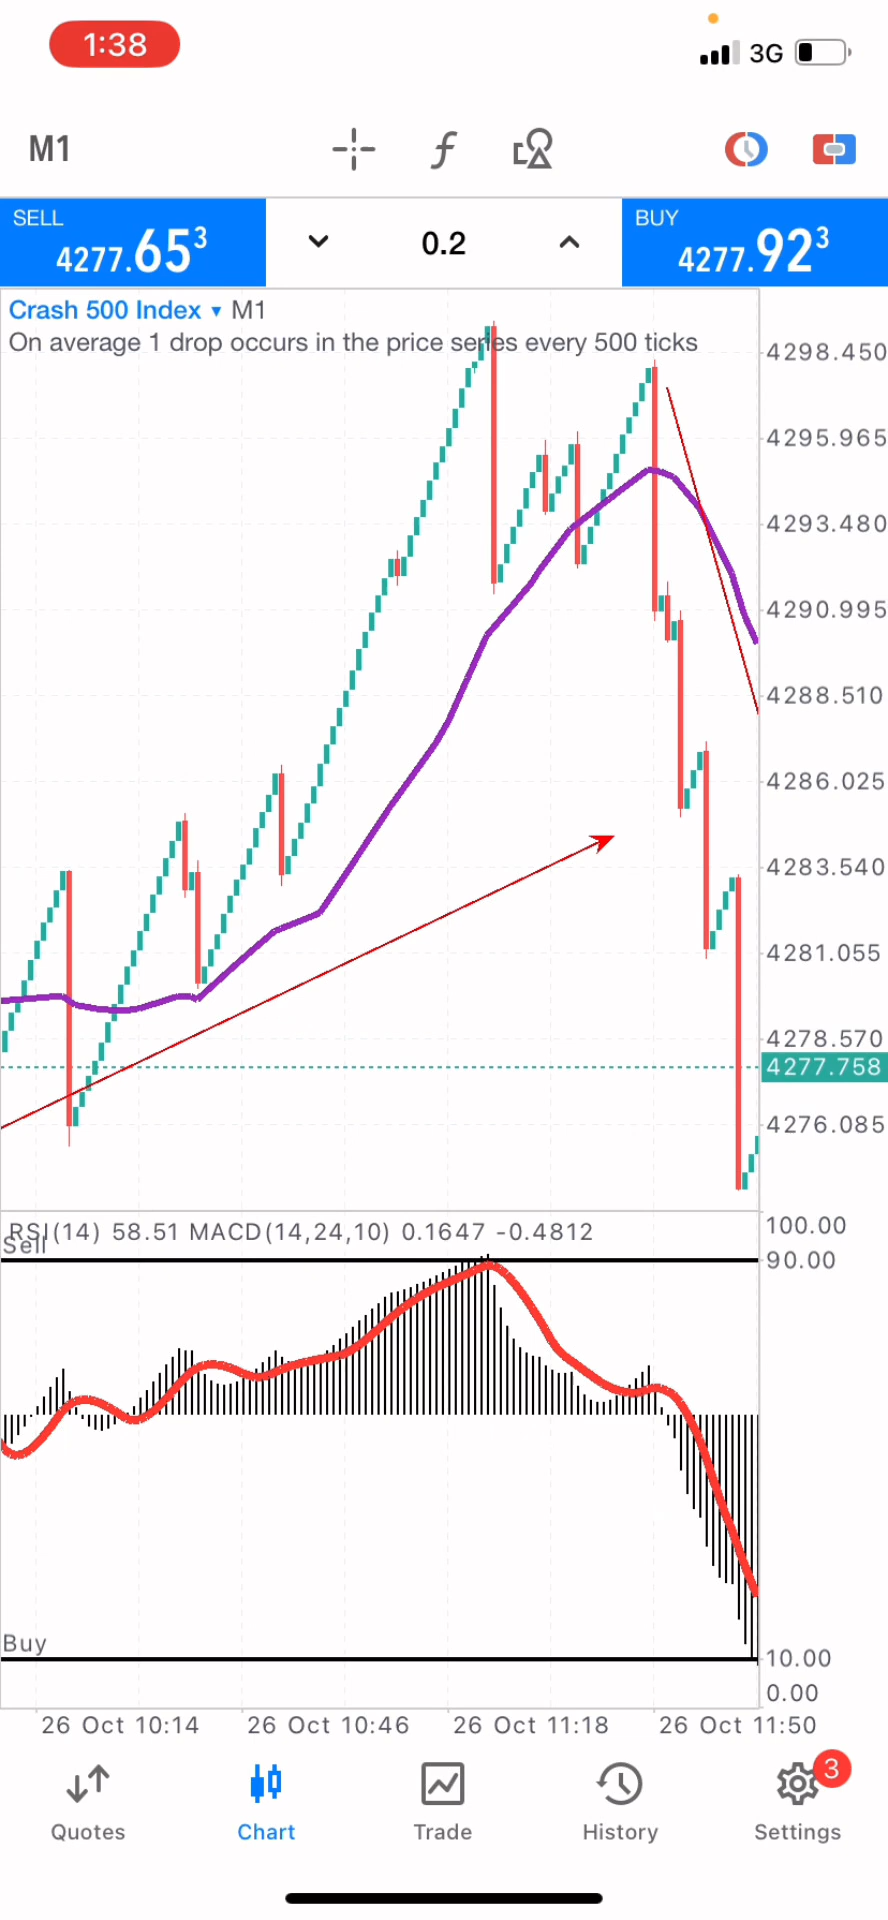 1:38
3G
M1
SELL
4277.653
0.2
BUY
4277.923
Crash 500 Index ▾ M1
On average 1 drop occurs in the price series every 500 ticks
4298.450
4295.965
4293.480
4290.995
4288.510
4286.025
4283.540
4281.055
4278.570
4277.758
4276.085
RSI(14) 58.51 MACD(14,24,10) 0.1647 -0.4812
100.00
Sell
90.00
Buy
10.00
0.00
26 Oct 10:14
26 Oct 10:46
26 Oct 11:18
26 Oct 11:50
3
Quotes
Chart
Trade
History
Settings